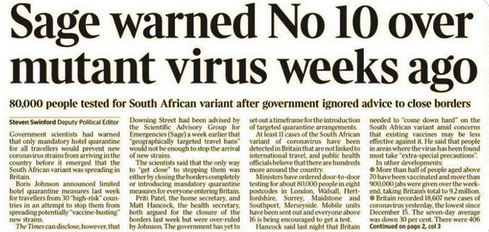 Sage warned No 10 over
mutant virus weeks ago
80,000 people tested for South African variant after government ignored advice to close borders
Steven Swinford Deputy Political Editor
Government scientists had warned
that only mandatory hotel quarantine
for all travellers would prevent new
coronavirus strains from arriving in the
country before it emerged that the
South African variant was spreading in
Britain.
Boris Johnson announced limited
hotel quarantine measures last week
for travellers from 30 "high-risk" coun-
tries in an attempt to stop them from
spreading potentially "vaccine-busting"
new strains.
The Times can disclose, however, that
Downing Street had been advised by
the Scientific Advisory Group for
Emergencies (Sage) a week earlier that
"geographically targeted travel bans"
would not be enough to stop the arrival
of new strains.
The scientists said that the only way
to "get close" to stopping them was
either by closing the borders completely
or introducing mandatory quarantine
measures for everyone entering Britain.
Priti Patel, the home secretary, and
Matt Hancock, the health secretary,
both argued for the closure of the
borders last week but were over-ruled
by Johnson. The government has yet to
set out a timeframe for the introduction
of targeted quarantine arrangements.
At least 11 cases of the South African
variant of coronavirus have been
detected in Britain that are not linked to
international travel, and public health
officials believe that there are hundreds
more around the country.
Ministers have ordered door-to-door
testing for about 80,000 people in eight
postcodes in London, Walsall, Hert-
fordshire, Surrey, Maidstone and
Southport, Merseyside. Mobile units
have been sent out and everyone above
16 is being encouraged to get a test.
Hancock said last night that Britain
needed to "come down hard" on the
South African variant amid concerns
that existing vaccines may be less
effective against it. He said that people
in areas where the virus has been found
must take "extra-special precautions".
In other developments:
● More than half of people aged above
70 have been vaccinated and more than
900,000 jabs were given over the week-
end, taking Britain's total to 9.2 million.
● Britain recorded 18,607 new cases of
coronavirus yesterday, the lowest since
December 15. The seven-day average
was down 30 per cent. There were 406
Continued on page 2, col 3